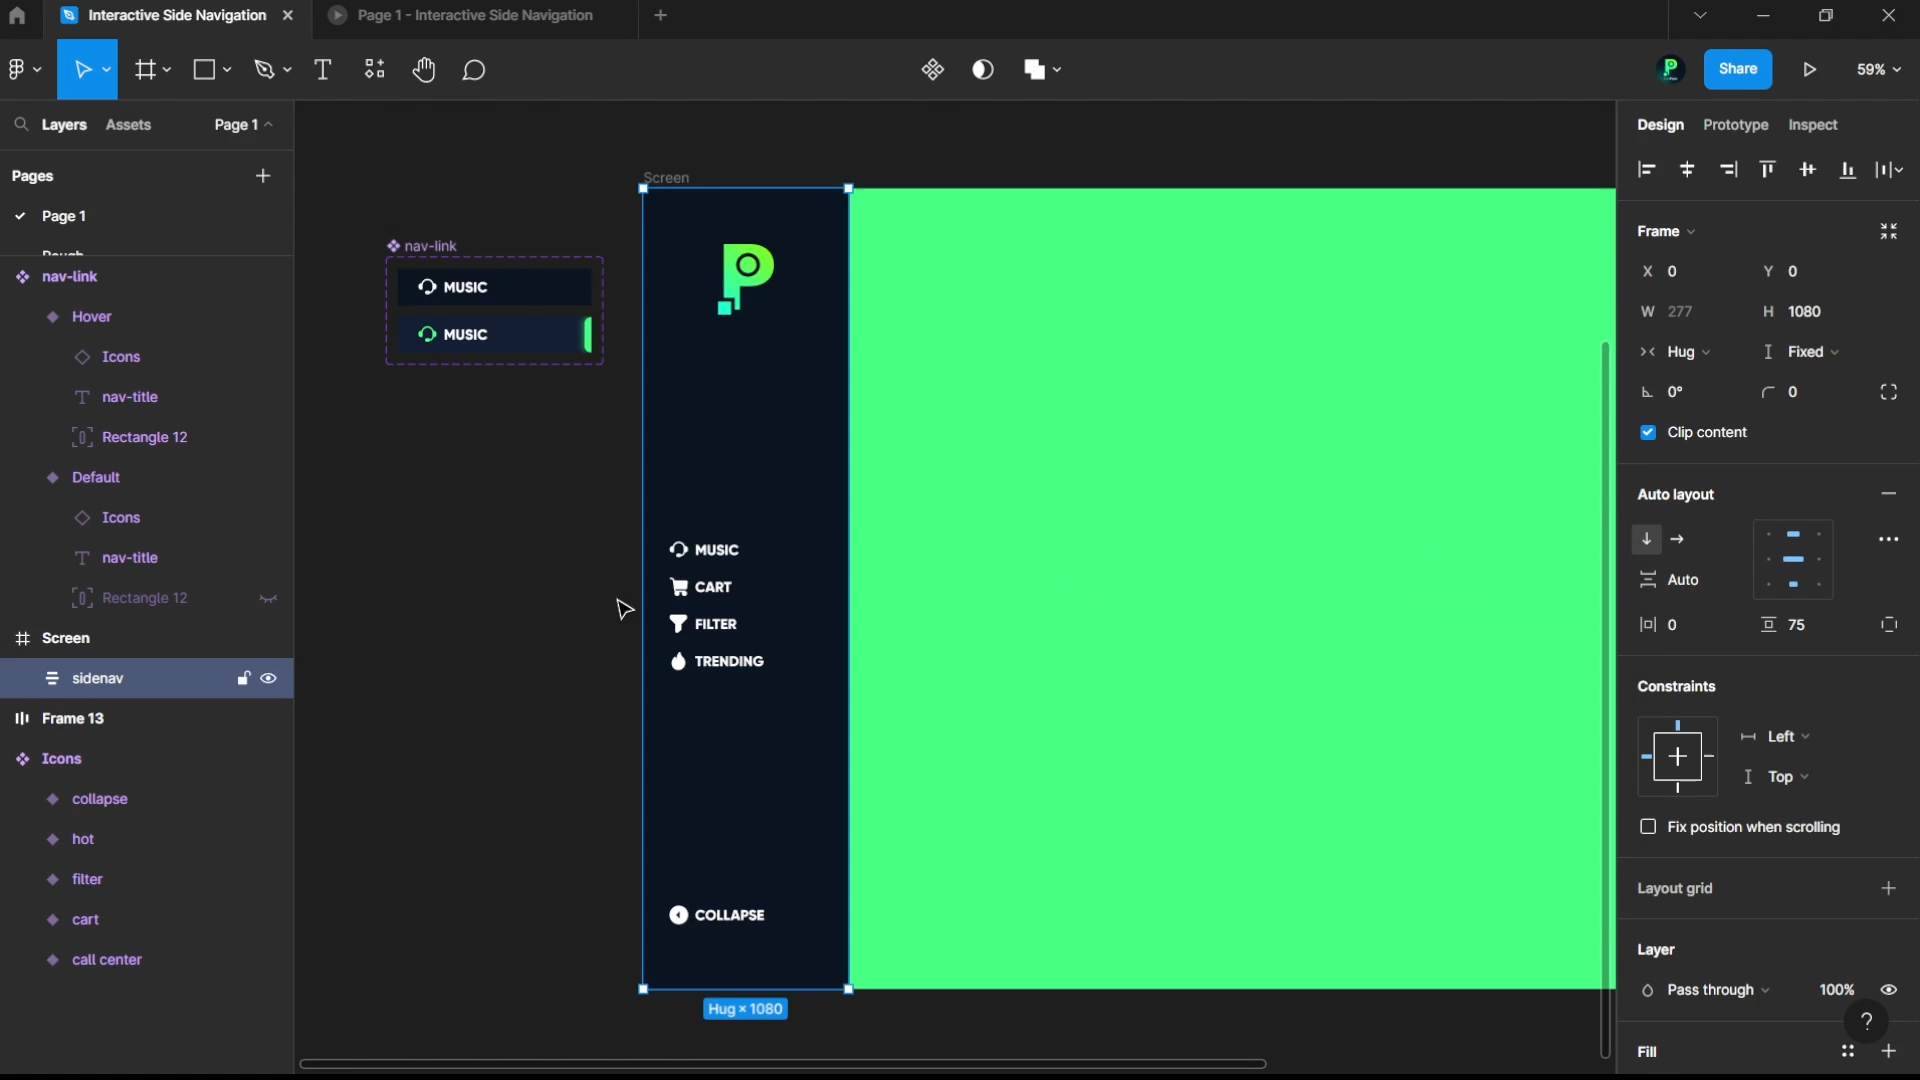 Interactive Side Navigation
Page 1 - Interactive Side Navigation
Share
59%
Layers
Assets
Page 1
Pages
Page 1
Rough
nav-link
Hover
Icons
nav-title
Rectangle 12
Default
Icons
nav-title
Rectangle 12
Screen
sidenav
Frame 13
Icons
collapse
hot
filter
cart
call center
nav-link
MUSIC
MUSIC
Screen
MUSIC
CART
FILTER
TRENDING
COLLAPSE
Hug × 1080
Design
Prototype
Inspect
Frame
X 0
Y 0
W 277
H 1080
Hug
Fixed
0°
0
Clip content
Auto layout
Auto
0
75
Constraints
Left
Top
Fix position when scrolling
Layout grid
Layer
Pass through
100%
?
Fill